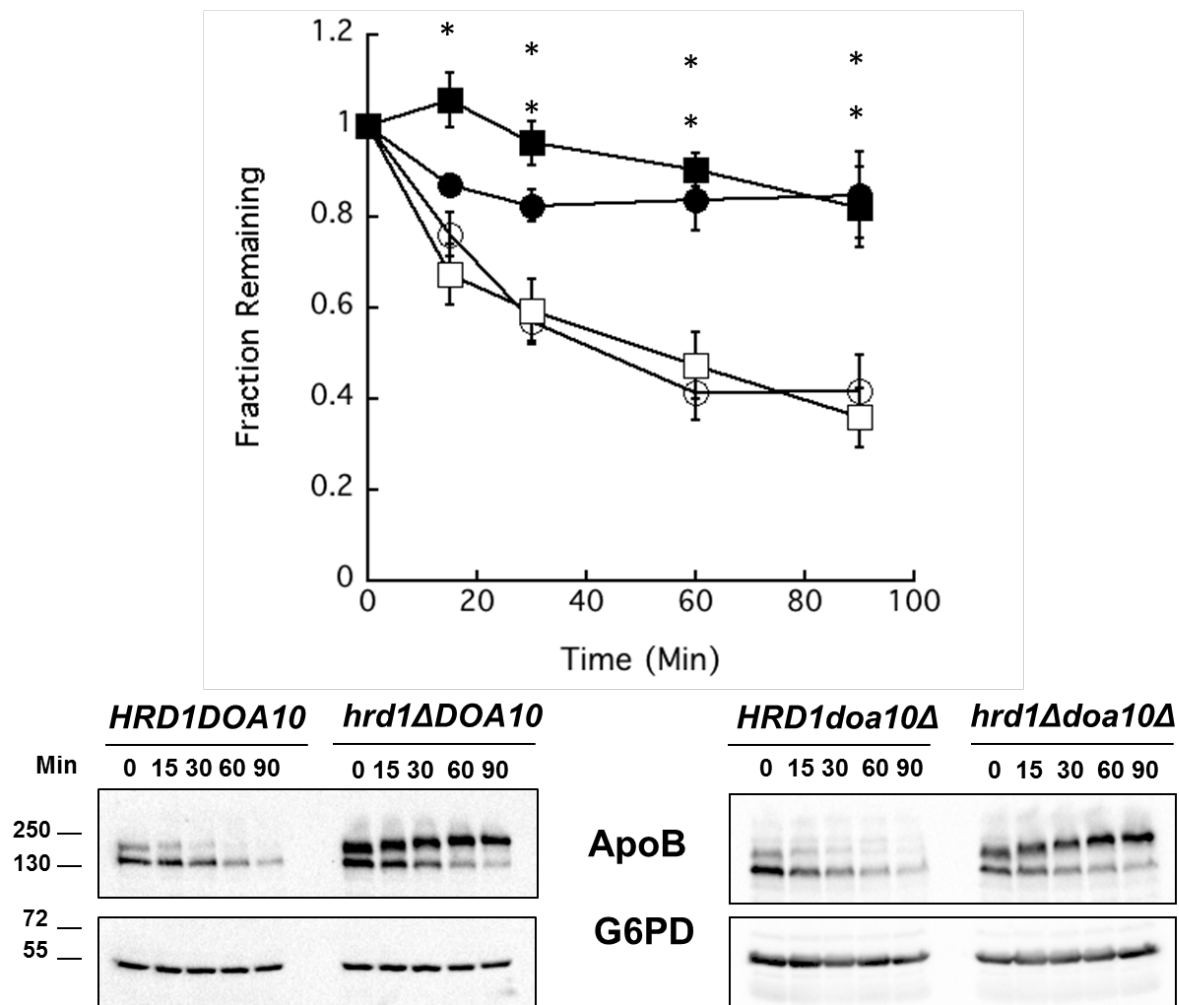 1.2
* * * *
1 * * *
0.8
0.6
0.4
0.2
0
0 20 40 60 80 100
Fraction Remaining
Time (Min)
HRD1DOA10 hrd1ΔDOA10 HRD1doa10Δ hrd1Δdoa10Δ
Min 0 15 30 60 90 0 15 30 60 90 0 15 30 60 90 0 15 30 60 90
250
130
ApoB
72
55
G6PD